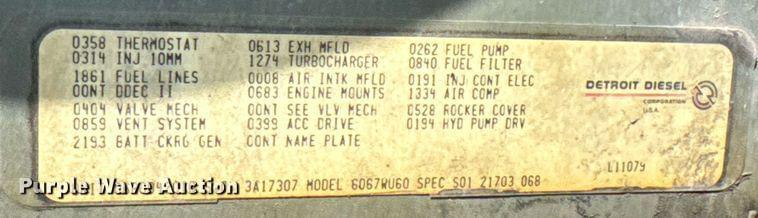 0358 THERMOSTAT 0613 EXH MFLD 0262 FUEL PUMP
0314 INJ 10MM 1274 TURBOCHARGER 0840 FUEL FILTER
1861 FUEL LINES 0008 AIR INTK MFLD 0191 INJ CONT ELEC
00NT DDEC II 0683 ENGINE MOUNTS 1334 AIR COMP
0404 VALVE MECH 00NT SEE VLV MECH 0528 ROCKER COVER
0859 VENT SYSTEM 0399 ACC DRIVE 0194 HYD PUMP DRV
2193 BATT CKRG GEN CONT NAME PLATE
DETROIT DIESEL
CORPORATION
U.S.A.
L11079
3A17307 MODEL 6067WU60 SPEC S01 21703 068
Purple Wave Auction